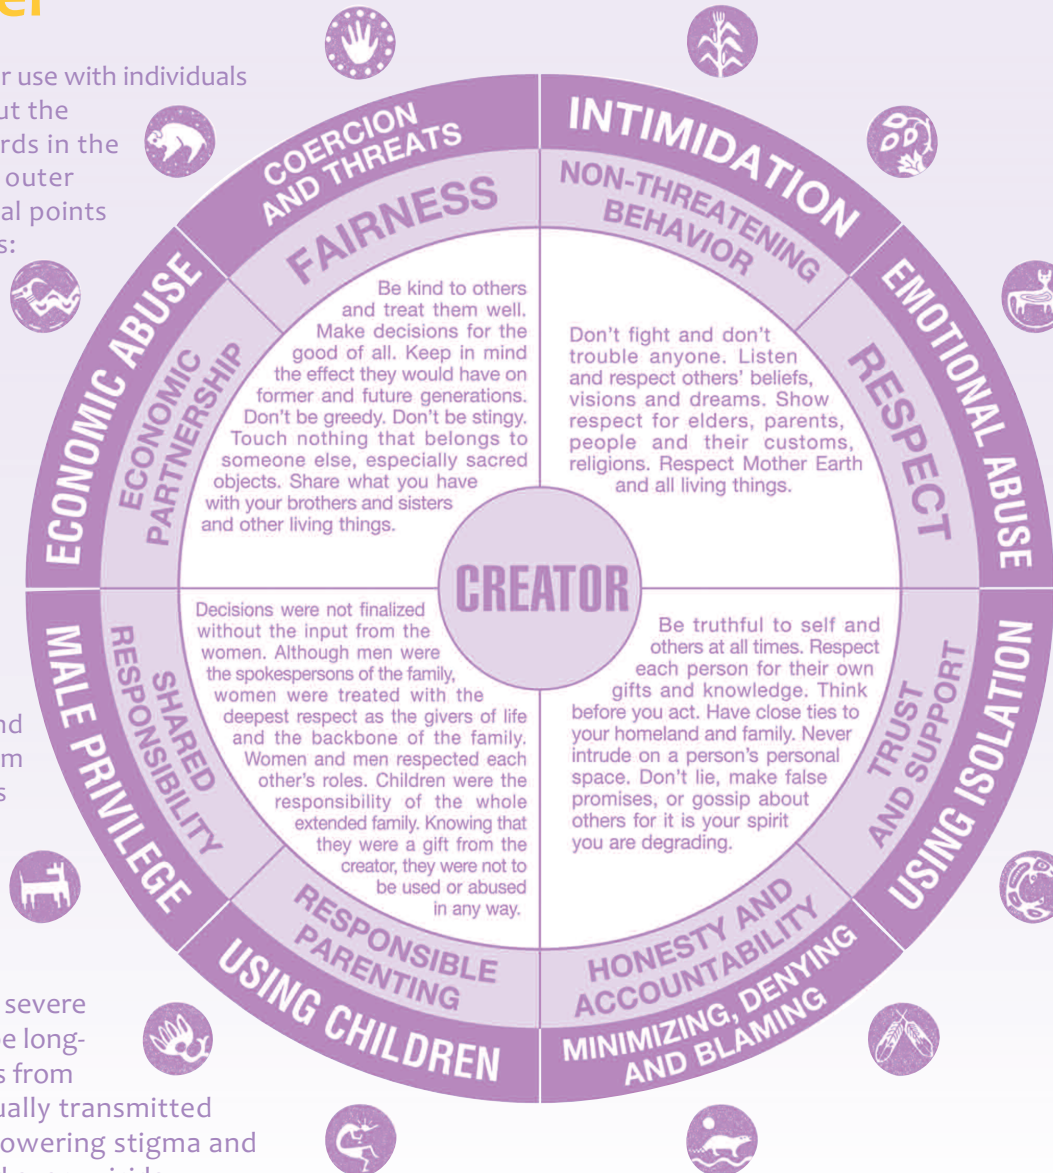 er
r use with individuals
ut the
rds in the
outer
al points
s:
COERCION
AND THREATS
INTIMIDATION
EMOTIONAL ABUSE
USING ISOLATION
MINIMIZING, DENYING
AND BLAMING
USING CHILDREN
MALE PRIVILEGE
ECONOMIC ABUSE
FAIRNESS
NON-THREATENING
BEHAVIOR
RESPECT
TRUST
AND SUPPORT
HONESTY AND
ACCOUNTABILITY
RESPONSIBLE
PARENTING
SHARED
RESPONSIBILITY
ECONOMIC
PARTNERSHIP
Be kind to others
and treat them well.
Make decisions for the
good of all. Keep in mind
the effect they would have on
former and future generations.
Don't be greedy. Don't be stingy.
Touch nothing that belongs to
someone else, especially sacred
objects. Share what you have
with your brothers and sisters
and other living things.
Don't fight and don't
trouble anyone. Listen
and respect others' beliefs,
visions and dreams. Show
respect for elders, parents,
people and their customs,
religions. Respect Mother Earth
and all living things.
CREATOR
Decisions were not finalized
without the input from the
women. Although men were
the spokespersons of the family,
women were treated with the
deepest respect as the givers of life
and the backbone of the family.
Women and men respected each
other's roles. Children were the
responsibility of the whole
extended family. Knowing that
they were a gift from the
creator, they were not to
be used or abused
in any way.
Be truthful to self and
others at all times. Respect
each person for their own
gifts and knowledge. Think
before you act. Have close ties to
your homeland and family. Never
intrude on a person's personal
space. Don't lie, make false
promises, or gossip about
others for it is your spirit
you are degrading.
nd
m
s
severe
e long-
s from
ually transmitted
owering stigma and